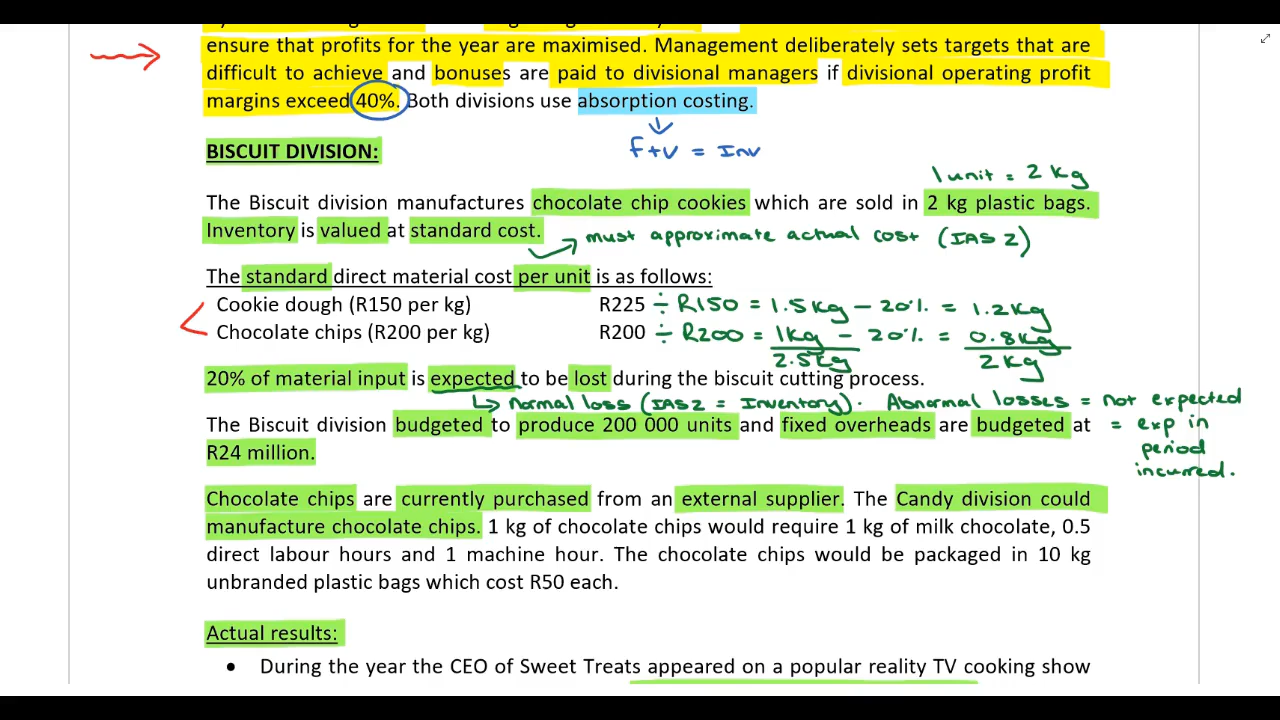 ensure that profits for the year are maximised. Management deliberately sets targets that are
difficult to achieve and bonuses are paid to divisional managers if divisional operating profit
margins exceed 40%. Both divisions use absorption costing.
F+V = Inv
BISCUIT DIVISION:
1 unit = 2 kg
The Biscuit division manufactures chocolate chip cookies which are sold in 2 kg plastic bags.
Inventory is valued at standard cost.
must approximate actual cost (IAS 2)
The standard direct material cost per unit is as follows:
Cookie dough (R150 per kg) R225 ÷ R150 = 1.5kg - 20% = 1.2kg
Chocolate chips (R200 per kg) R200 ÷ R200 = 1kg - 20% = 0.8kg
2.5kg 2kg
20% of material input is expected to be lost during the biscuit cutting process.
Normal loss (IAS2 = Inventory). Abnormal losses = not expected
The Biscuit division budgeted to produce 200 000 units and fixed overheads are budgeted at = exp in
R24 million. period
incurred.
Chocolate chips are currently purchased from an external supplier. The Candy division could
manufacture chocolate chips. 1 kg of chocolate chips would require 1 kg of milk chocolate, 0.5
direct labour hours and 1 machine hour. The chocolate chips would be packaged in 10 kg
unbranded plastic bags which cost R50 each.
Actual results:
• During the year the CEO of Sweet Treats appeared on a popular reality TV cooking show